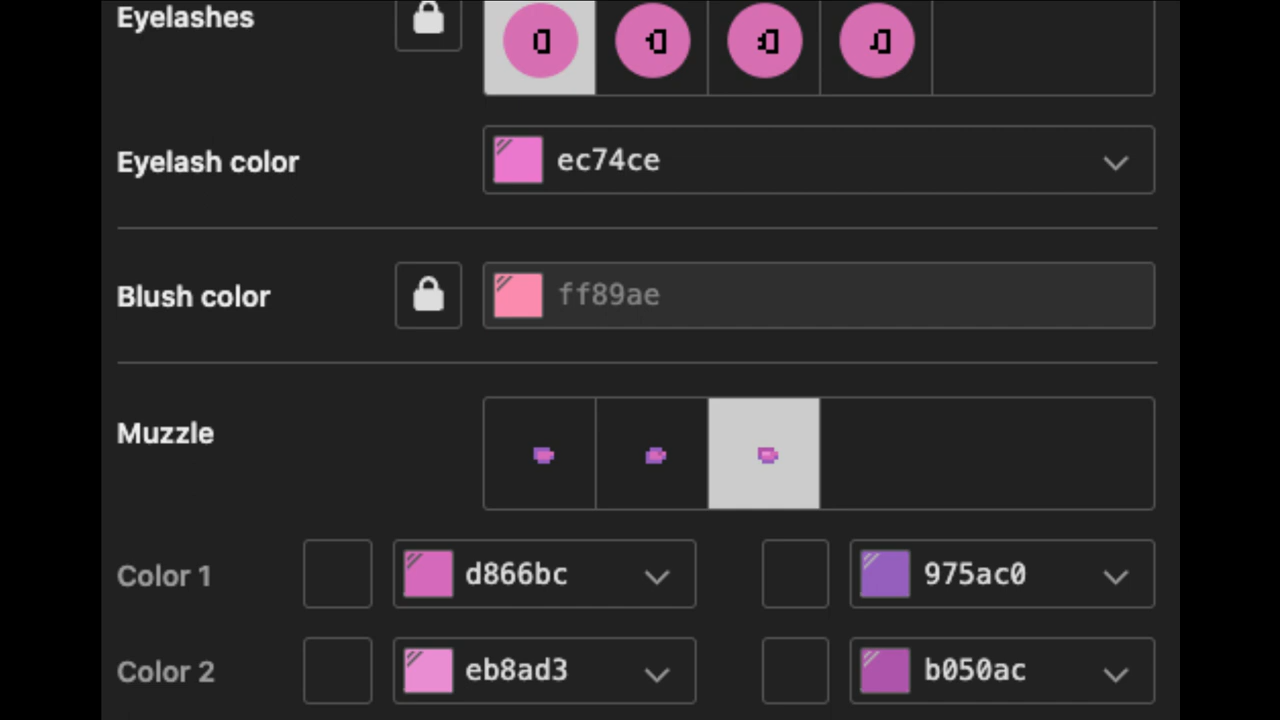 Eyelashes
Eyelash color ec74ce
Blush color ff89ae
Muzzle
Color 1 d866bc 975ac0
Color 2 eb8ad3 b050ac